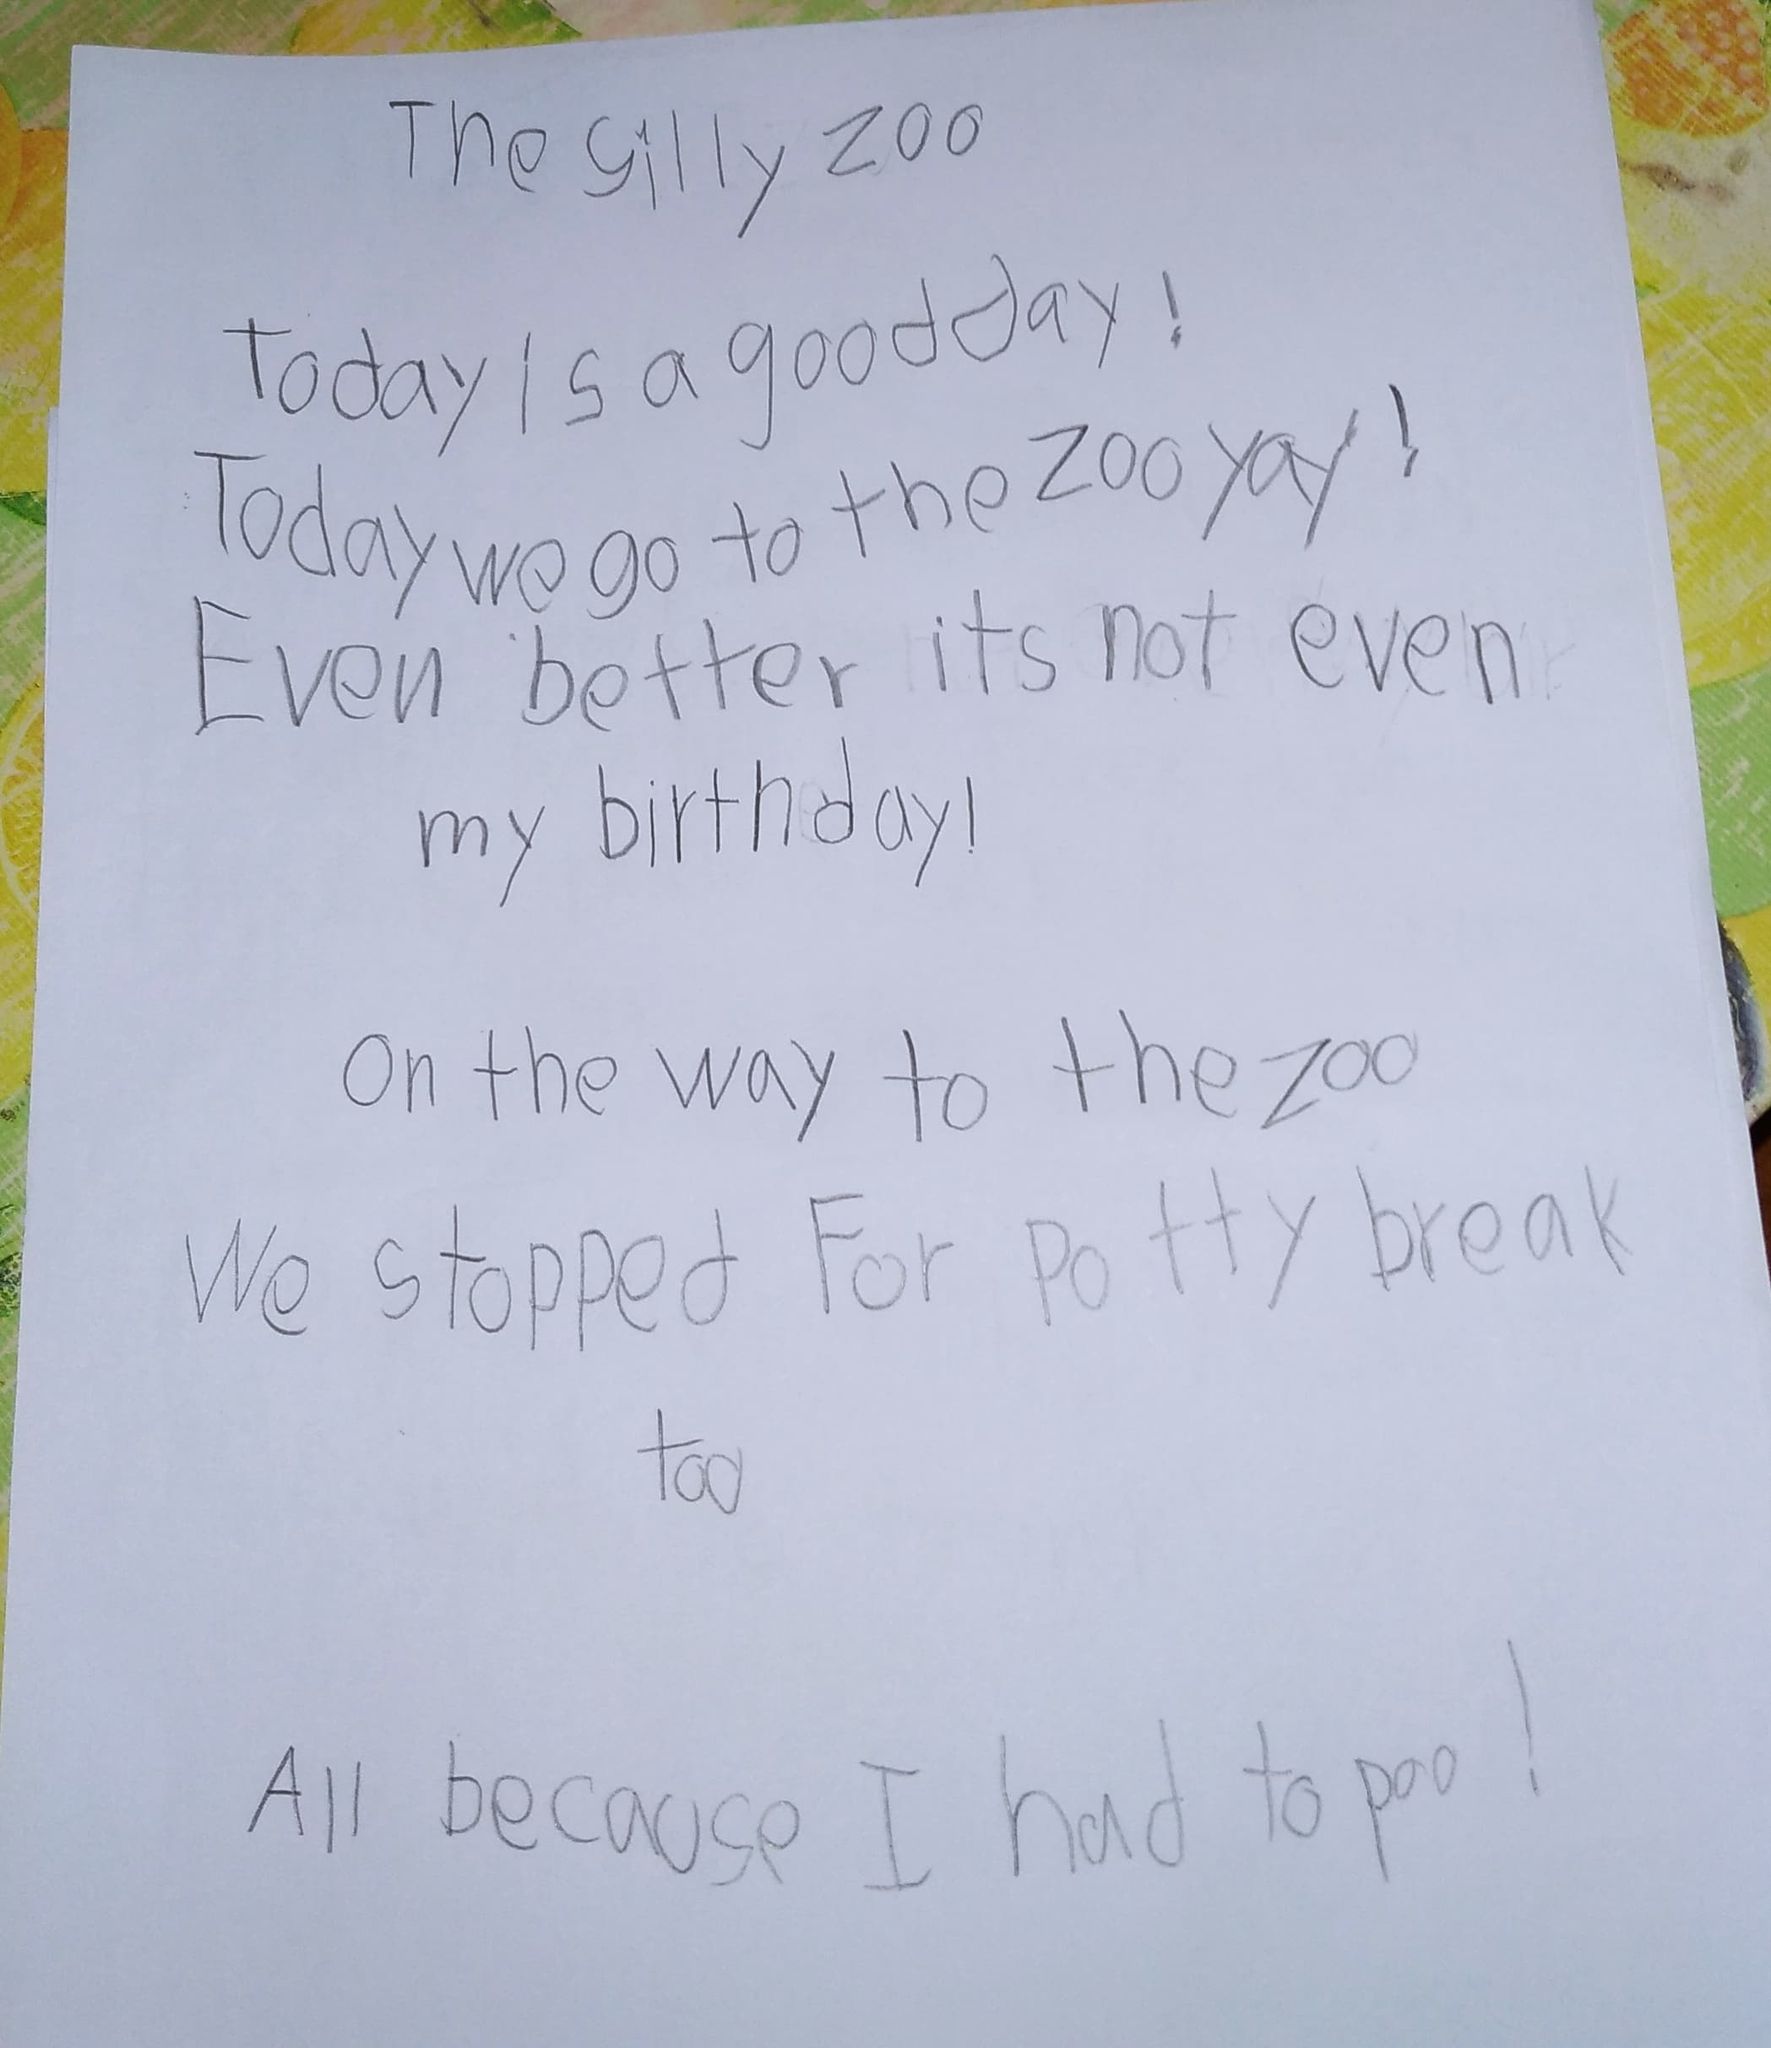 The silly zoo
Today is a good day!
Today we go to the zoo yay!
Even better its not even
my birthday!
On the way to the zoo
We stopped For potty break
too
All because I had to poo!